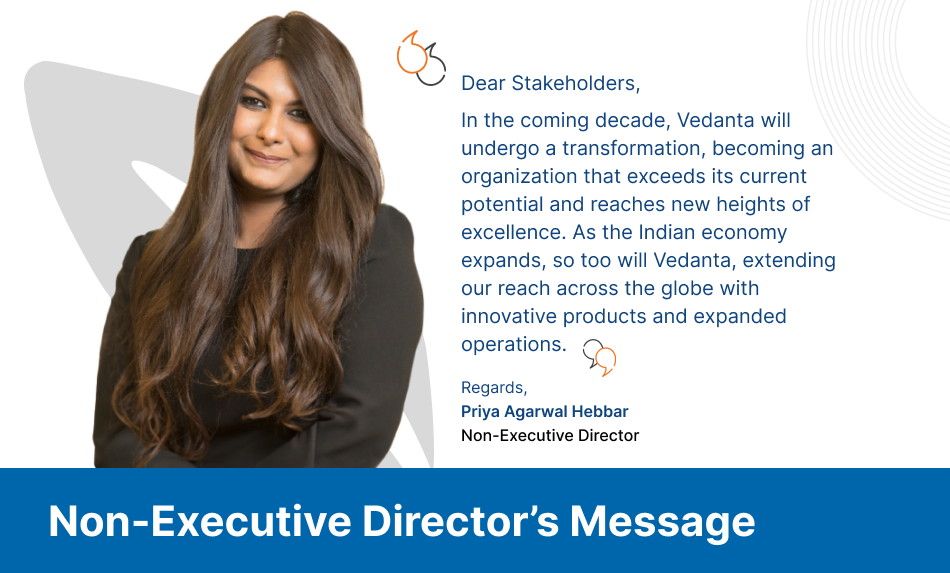 Dear Stakeholders,
In the coming decade, Vedanta will
undergo a transformation, becoming an
organization that exceeds its current
potential and reaches new heights of
excellence. As the Indian economy
expands, so too will Vedanta, extending
our reach across the globe with
innovative products and expanded
operations.
Regards,
Priya Agarwal Hebbar
Non-Executive Director
Non-Executive Director’s Message